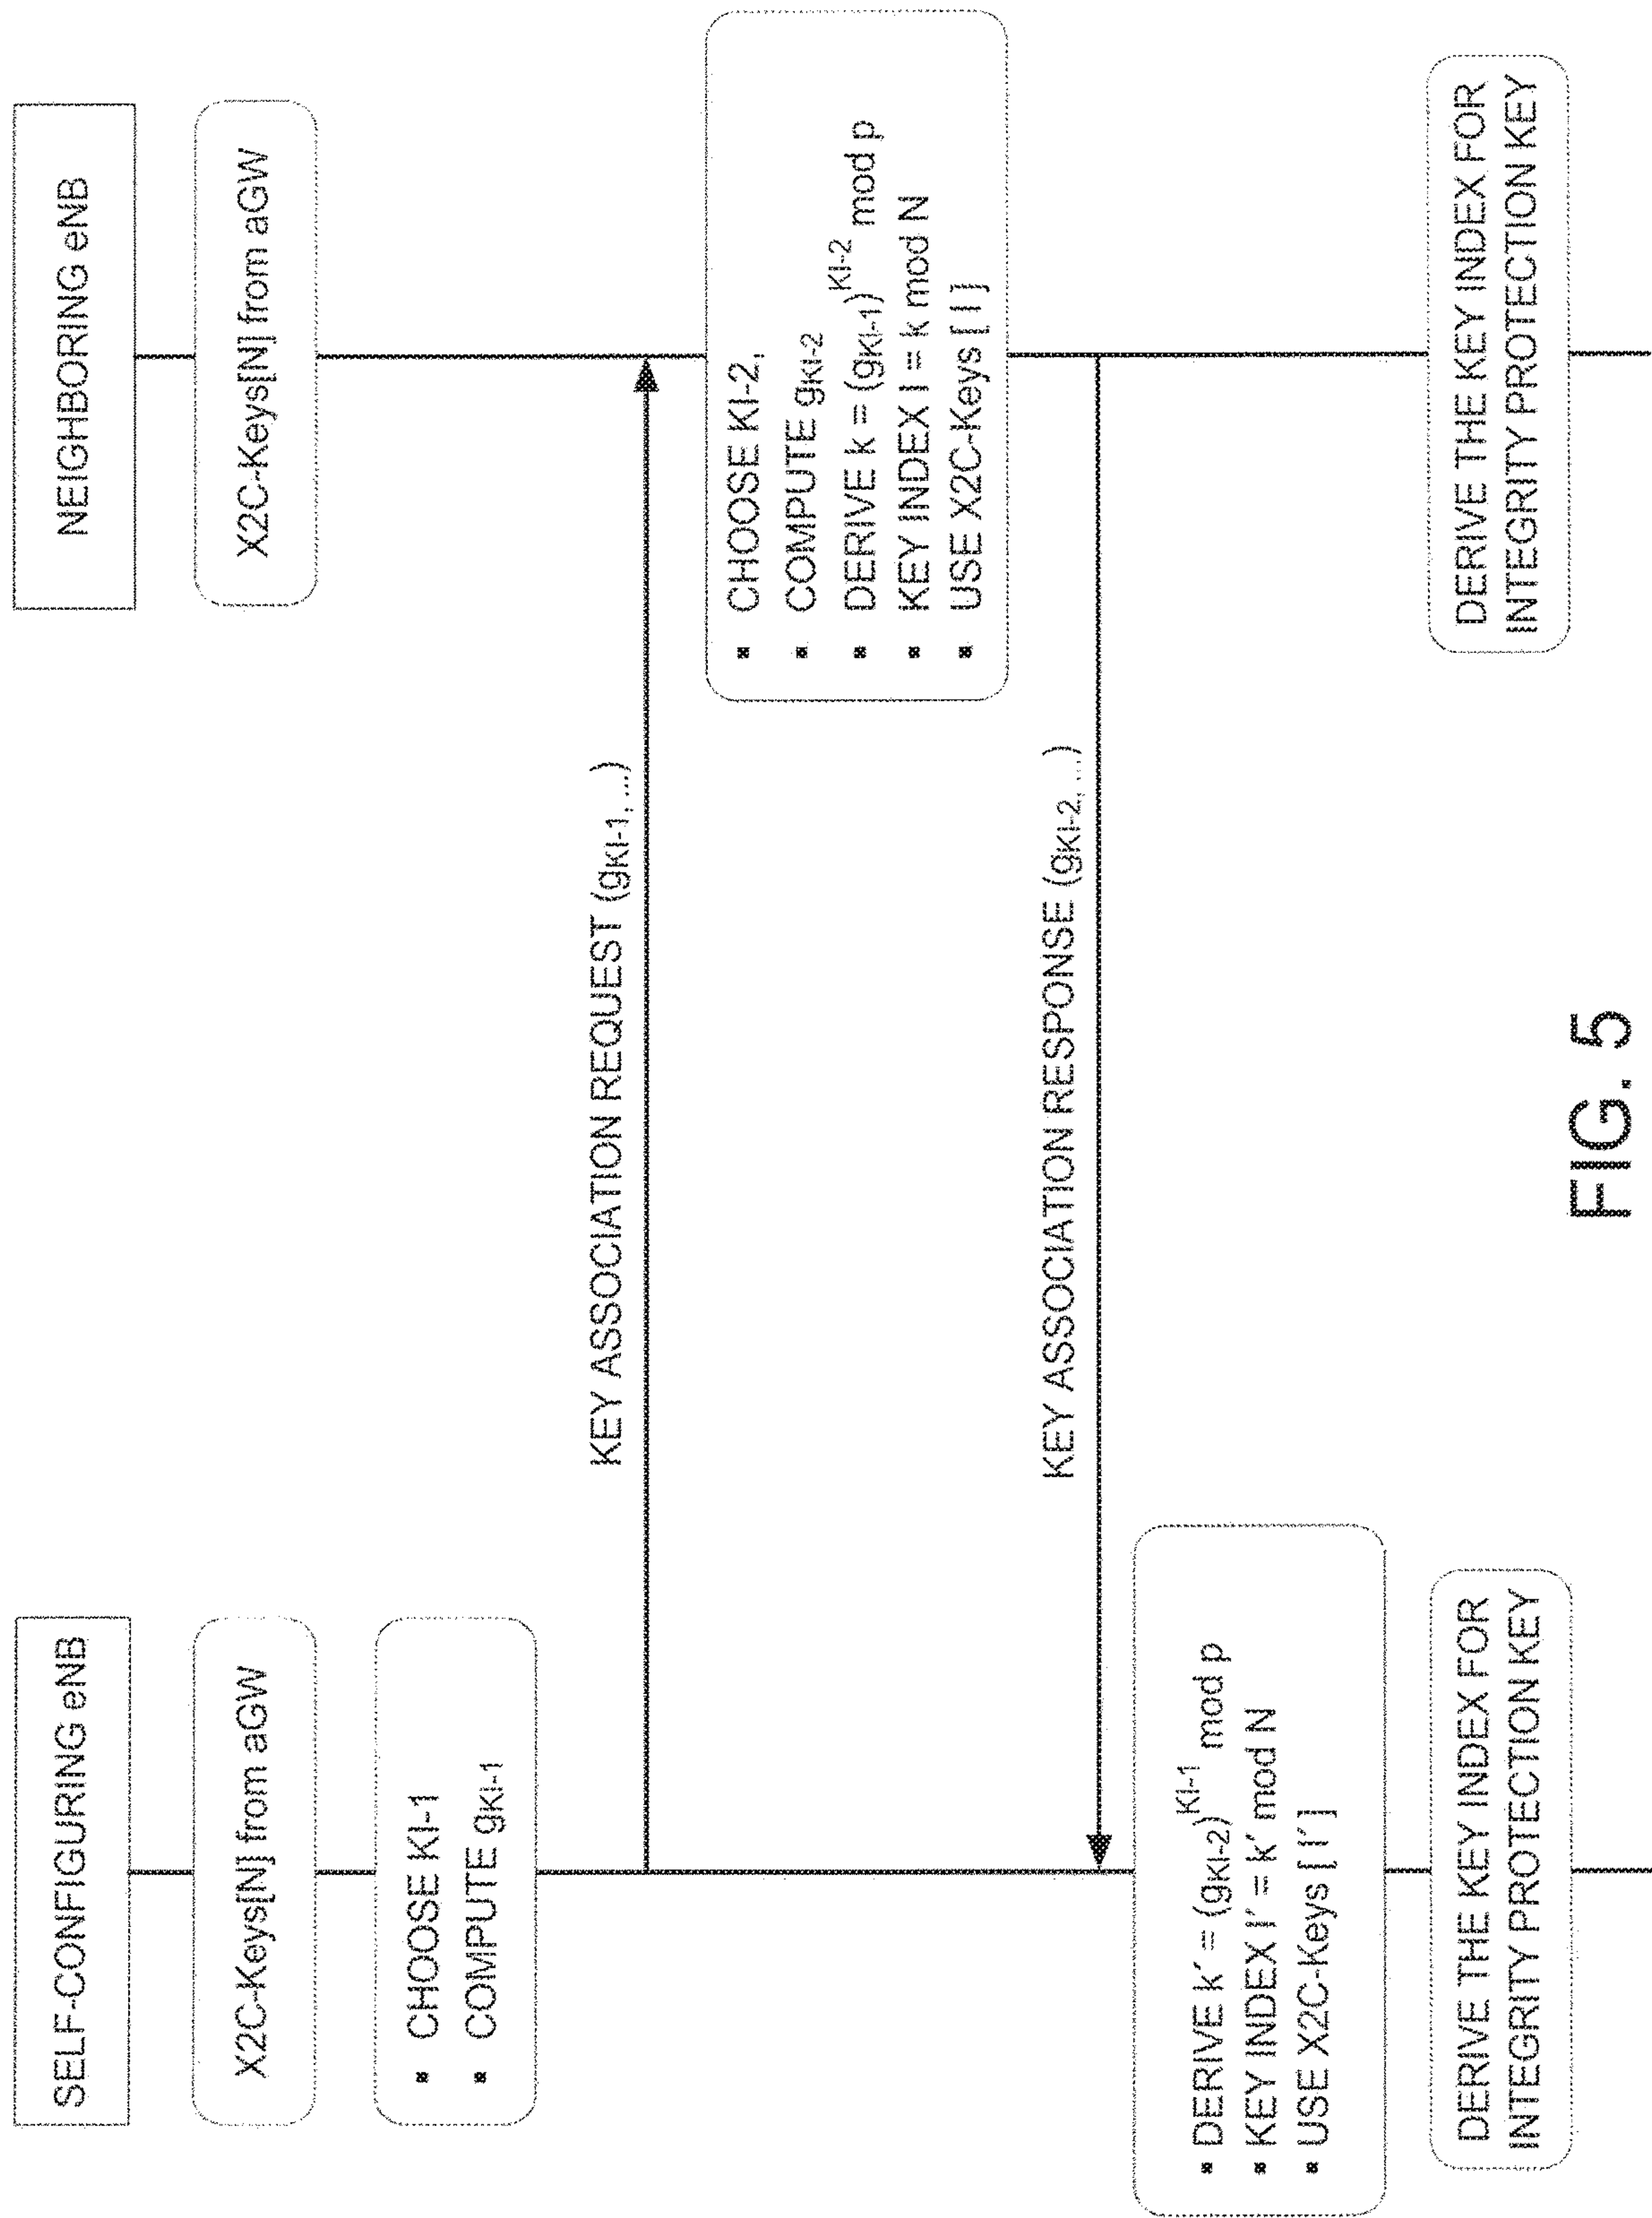 SELF-CONFIGURING eNB
NEIGHBORING eNB
X2C-Keys[N] from aGW
X2C-Keys[N] from aGW
▪ CHOOSE KI-1
▪ COMPUTE gKI-1
KEY ASSOCIATION REQUEST (gKI-1, ...)
▪ CHOOSE KI-2,
▪ COMPUTE gKI-2
▪ DERIVE k = (gKI-1)^KI-2 mod p
▪ KEY INDEX I = k mod N
▪ USE X2C-Keys [ I ]
KEY ASSOCIATION RESPONSE (gKI-2, ...)
▪ DERIVE k′ = (gKI-2)^KI-1 mod p
▪ KEY INDEX I′ = k′ mod N
▪ USE X2C-Keys [ I′ ]
DERIVE THE KEY INDEX FOR
INTEGRITY PROTECTION KEY
DERIVE THE KEY INDEX FOR
INTEGRITY PROTECTION KEY
FIG. 5